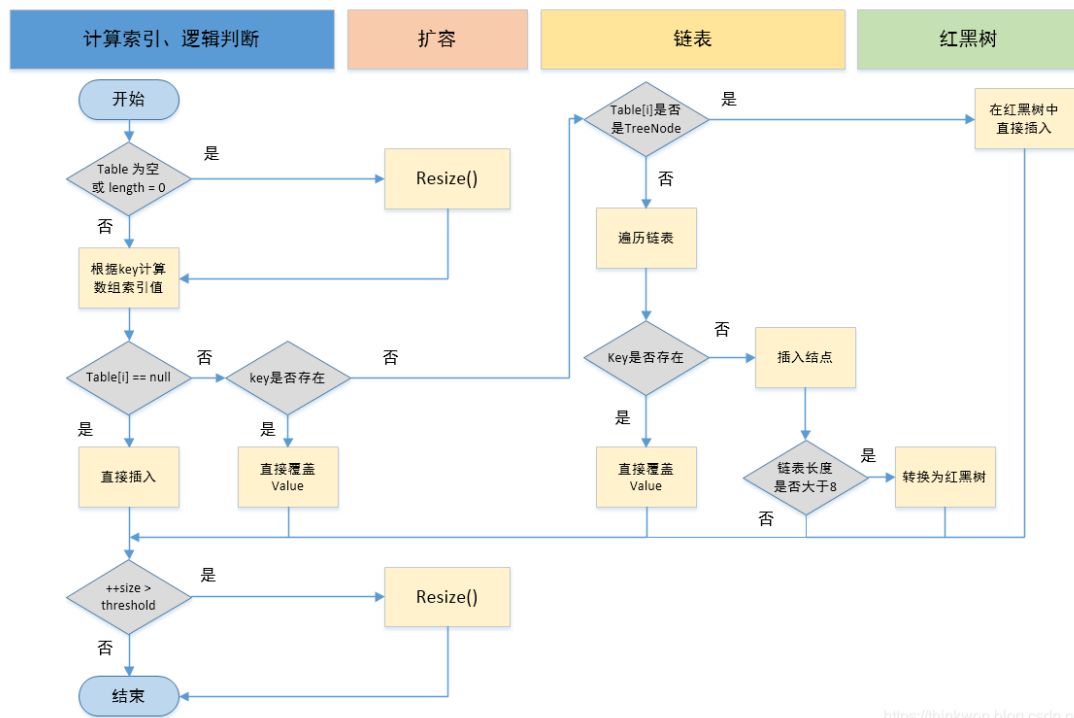 计算索引、逻辑判断
扩容
链表
红黑树
开始
Table 为空
或 length = 0
是
Resize()
否
根据key计算
数组索引值
Table[i] == null
否
key是否存在
否
是
直接插入
是
直接覆盖
Value
Table[i]是否
是TreeNode
是
在红黑树中
直接插入
否
遍历链表
Key是否存在
否
插入结点
是
直接覆盖
Value
链表长度
是否大于8
是
转换为红黑树
否
++size >
threshold
是
Resize()
否
结束
https://thinkwon.blog.csdn.n